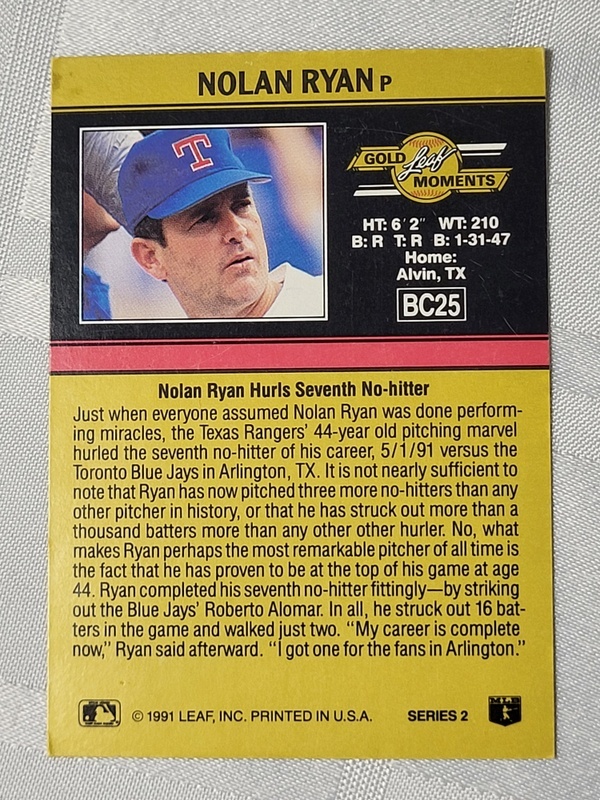 NOLAN RYAN P
T
GOLD Leaf
MOMENTS
HT: 6' 2" WT: 210
B: R T: R B: 1-31-47
Home:
Alvin, TX
BC25
Nolan Ryan Hurls Seventh No-hitter
Just when everyone assumed Nolan Ryan was done perform-
ing miracles, the Texas Rangers' 44-year old pitching marvel
hurled the seventh no-hitter of his career, 5/1/91 versus the
Toronto Blue Jays in Arlington, TX. It is not nearly sufficient to
note that Ryan has now pitched three more no-hitters than any
other pitcher in history, or that he has struck out more than a
thousand batters more than any other other hurler. No, what
makes Ryan perhaps the most remarkable pitcher of all time is
the fact that he has proven to be at the top of his game at age
44. Ryan completed his seventh no-hitter fittingly—by striking
out the Blue Jays' Roberto Alomar. In all, he struck out 16 bat-
ters in the game and walked just two. "My career is complete
now," Ryan said afterward. "I got one for the fans in Arlington."
© 1991 LEAF, INC. PRINTED IN U.S.A. SERIES 2